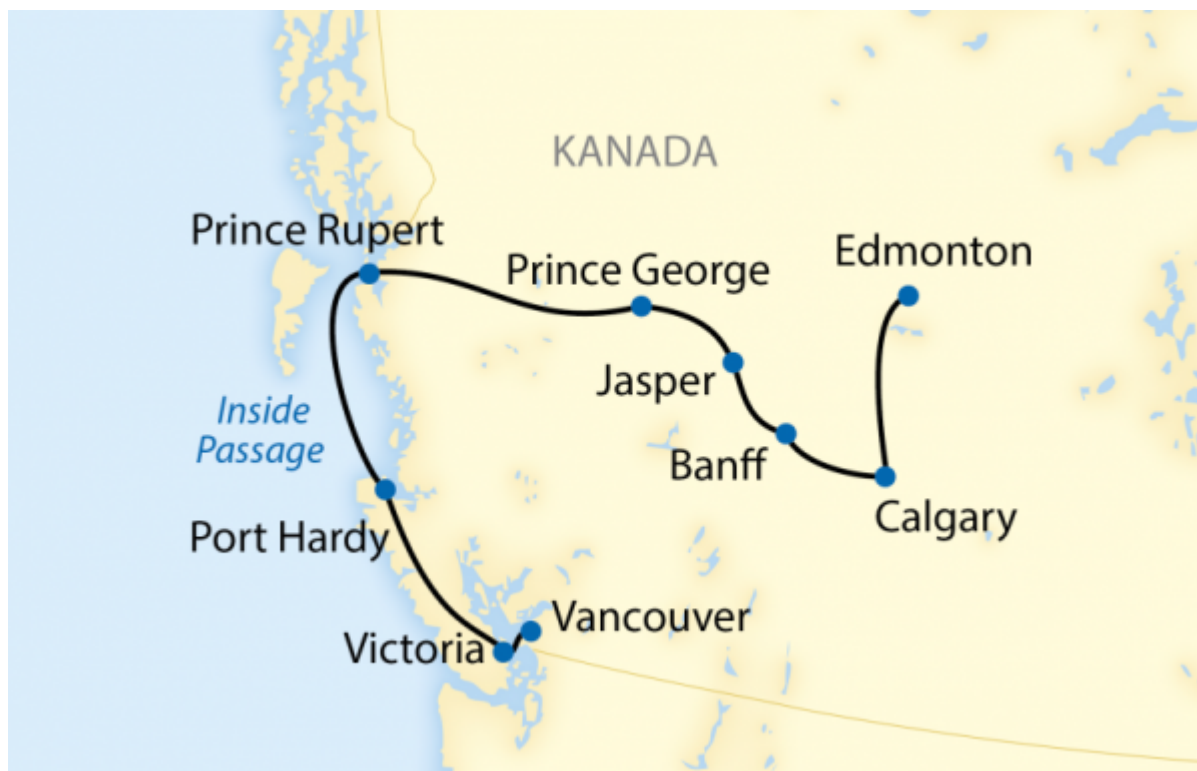 KANADA
Prince Rupert
Edmonton
Prince George
Jasper
Inside
Passage
Banff
Calgary
Port Hardy
Vancouver
Victoria